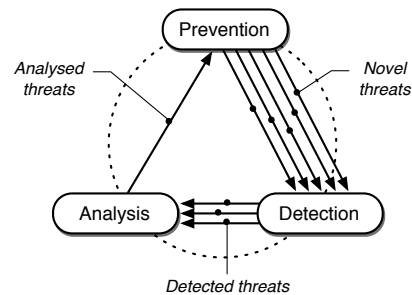 Prevention
Analysed
threats
Novel
threats
Analysis
Detection
Detected threats